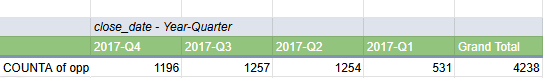 close_date - Year-Quarter
2017-Q4 2017-Q3 2017-Q2 2017-Q1 Grand Total
COUNTA of opp 1196 1257 1254 531 4238